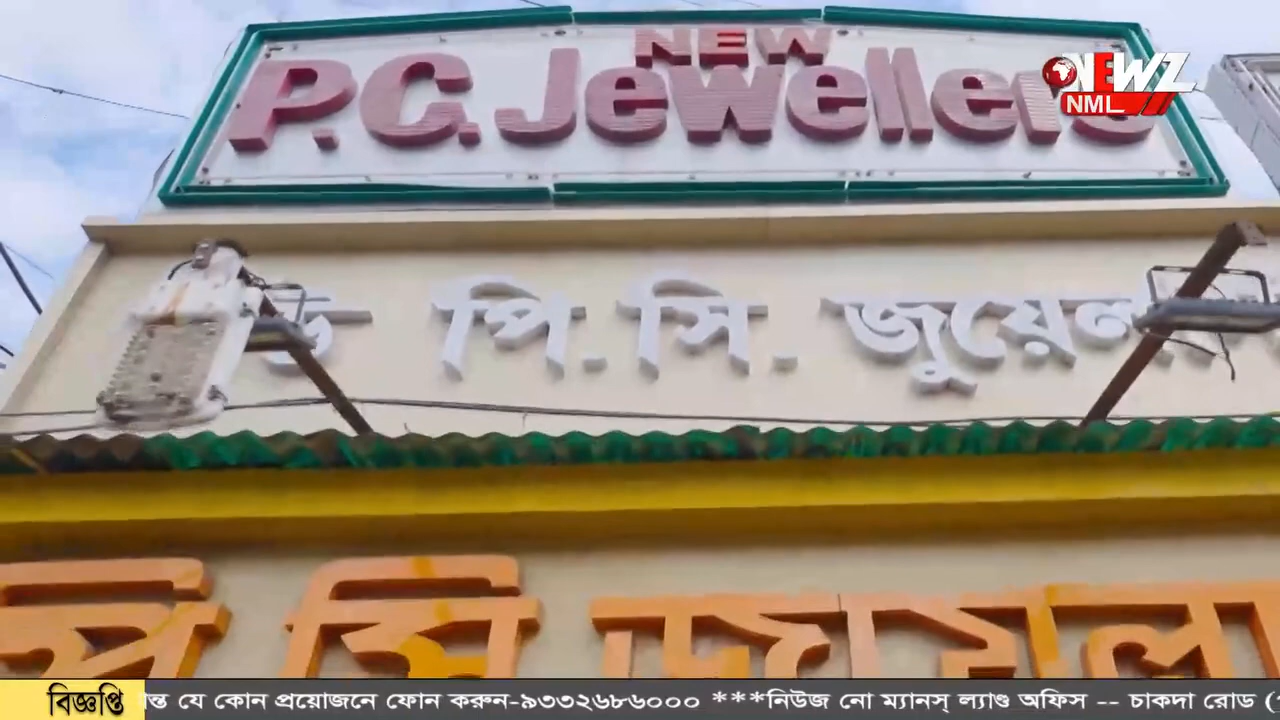 NEW
P.C. Jewellers
NEWZ
NML
পি. সি. জুয়েল
পি সি
বিজ্ঞপ্তি
ন্ত যে কোন প্রয়োজনে ফোন করুন-৯৩৩২৬৮৬০০০ ***নিউজ নো ম্যানস্ ল্যাণ্ড অফিস -- চাকদা রোড (